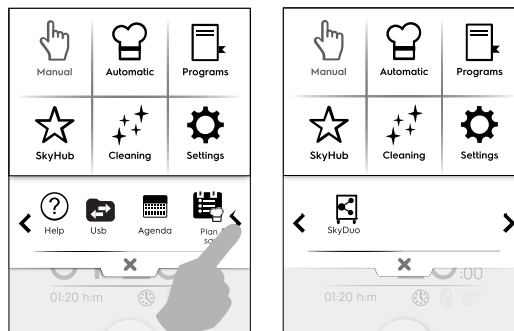 Manual Automatic Programs
SkyHub Cleaning Settings
Help Usb Agenda Plan
01:20 h:m
Manual Automatic Programs
SkyHub Cleaning Settings
SkyDuo
:00
01:20 h:m